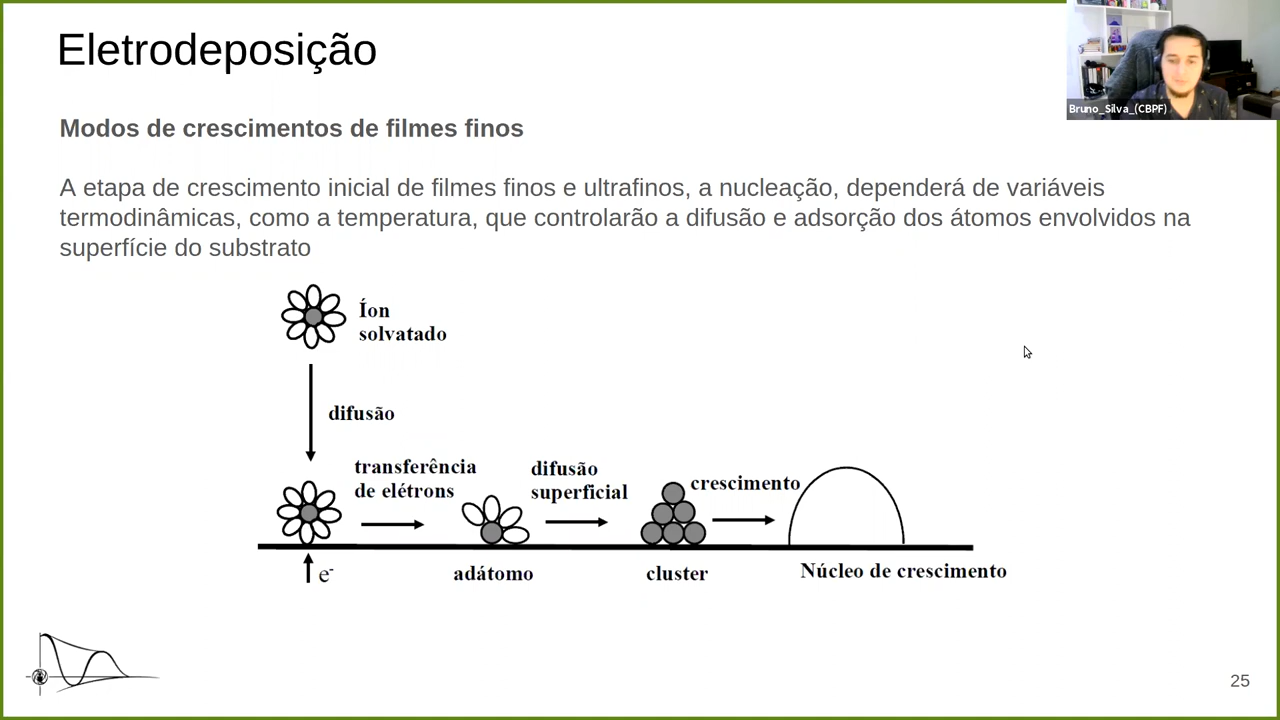 Eletrodeposição
Bruno_Silva_(CBPF)
Modos de crescimentos de filmes finos
A etapa de crescimento inicial de filmes finos e ultrafinos, a nucleação, dependerá de variáveis
termodinâmicas, como a temperatura, que controlarão a difusão e adsorção dos átomos envolvidos na
superfície do substrato
Íon
solvatado
difusão
transferência
de elétrons
difusão
superficial
crescimento
e-
adátomo
cluster
Núcleo de crescimento
25